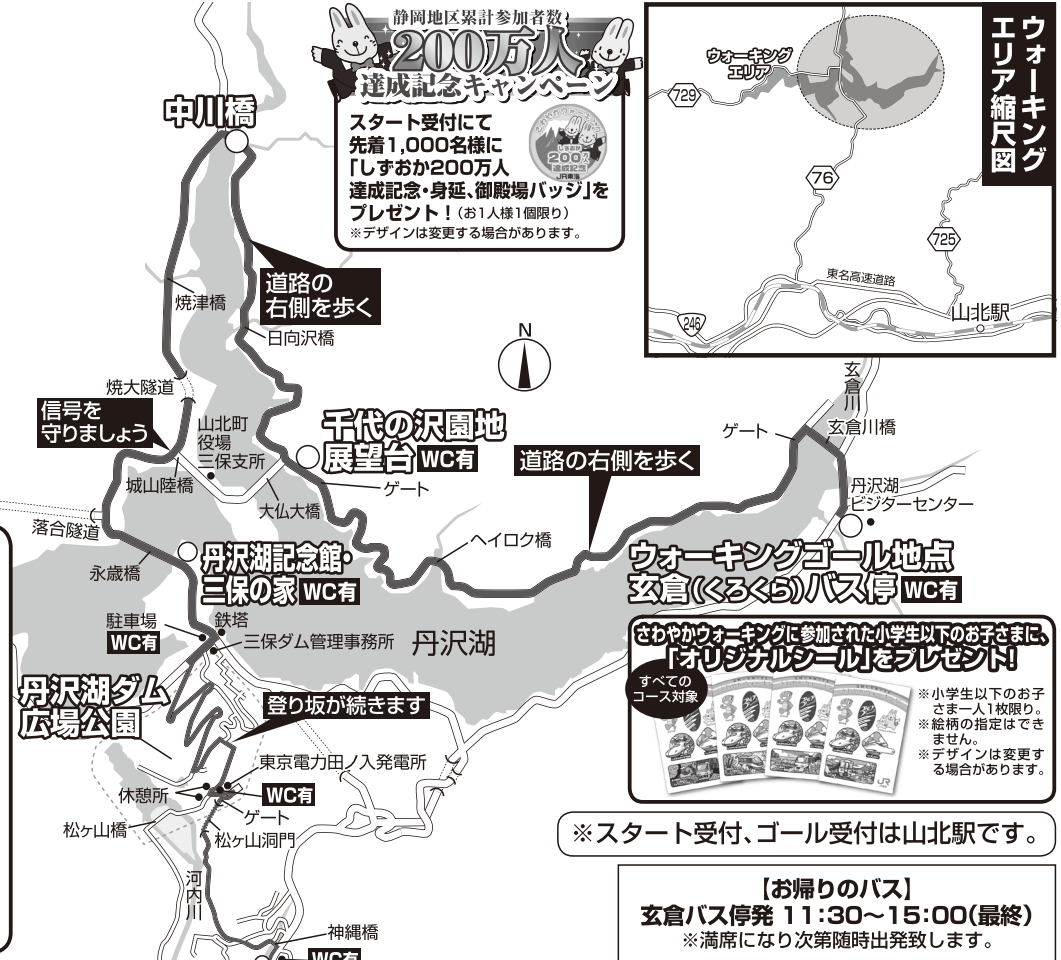 静岡地区累計参加者数
200万人
達成記念キャンペーン
スタート受付にて
先着1,000名様に
「しずおか200万人
達成記念・身延、御殿場バッジ」を
プレゼント！（お1人様1個限り）
※デザインは変更する場合があります。
しずおか
200万人
達成記念
JR東海
ウォーキング
エリア縮尺図
ウォーキング
エリア
729
76
725
東名高速道路
山北駅
246
中川橋
道路の
右側を歩く
焼津橋
日向沢橋
N
焼大隧道
信号を
守りましょう
山北町
役場
三保支所
千代の沢園地
展望台 WC有
ゲート
城山陸橋
大仏大橋
落合隧道
永歳橋
丹沢湖記念館・
三保の家 WC有
ヘイロク橋
道路の右側を歩く
玄倉川
ゲート
玄倉川橋
丹沢湖
ビジターセンター
ウォーキングゴール地点
玄倉（くろくら）バス停 WC有
駐車場
WC有
鉄塔
三保ダム管理事務所
丹沢湖
丹沢湖ダム
広場公園
登り坂が続きます
東京電力田ノ入発電所
休憩所
WC有
ゲート
松ヶ山橋
松ヶ山洞門
河内川
神縄橋
WC有
さわやかウォーキングに参加された小学生以下のお子さまに、
「オリジナルシール」をプレゼント！
すべての
コース対象
※小学生以下のお子
さま一人1枚限り。
※絵柄の指定はでき
ません。
※デザインは変更す
る場合があります。
※スタート受付、ゴール受付は山北駅です。
【お帰りのバス】
玄倉バス停発 11：30〜15：00（最終）
※満席になり次第随時出発致します。